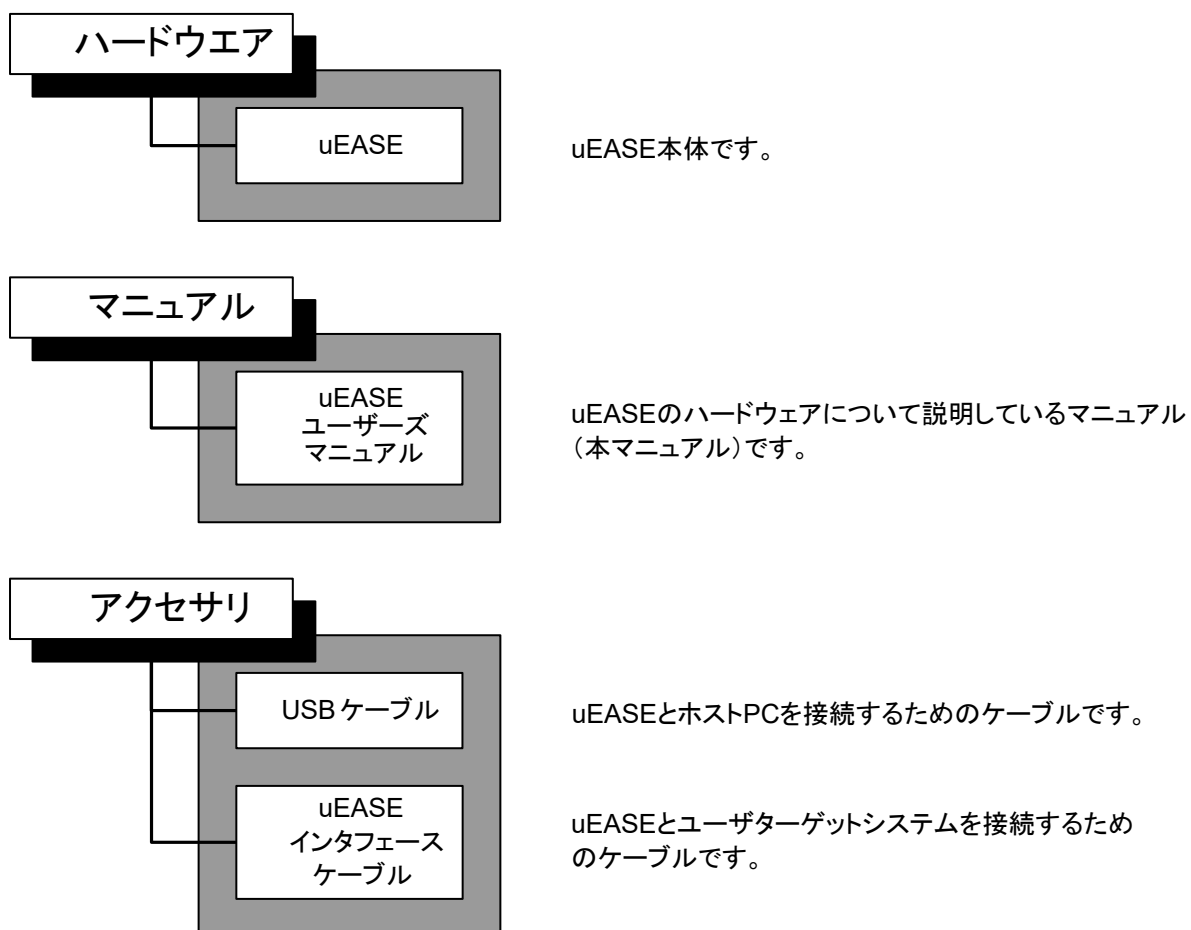 ハードウエア
uEASE
uEASE本体です。
マニュアル
uEASE
ユーザーズ
マニュアル
uEASEのハードウェアについて説明しているマニュアル
（本マニュアル）です。
アクセサリ
USB ケーブル
uEASEとホストPCを接続するためのケーブルです。
uEASE
インタフェース
ケーブル
uEASEとユーザターゲットシステムを接続するため
のケーブルです。